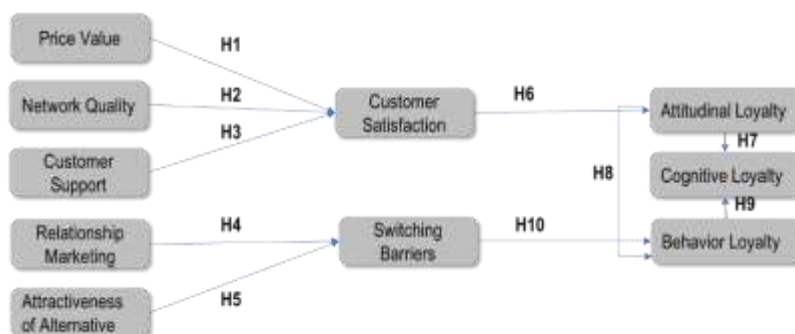 Price Value
H1
Network Quality
H2
Customer
Satisfaction
H6
Attitudinal Loyalty
H3
H7
Customer
Support
H8
Cognitive Loyalty
H9
Relationship
Marketing
H4
Switching
Barriers
H10
Behavior Loyalty
H5
Attractiveness
of Alternative